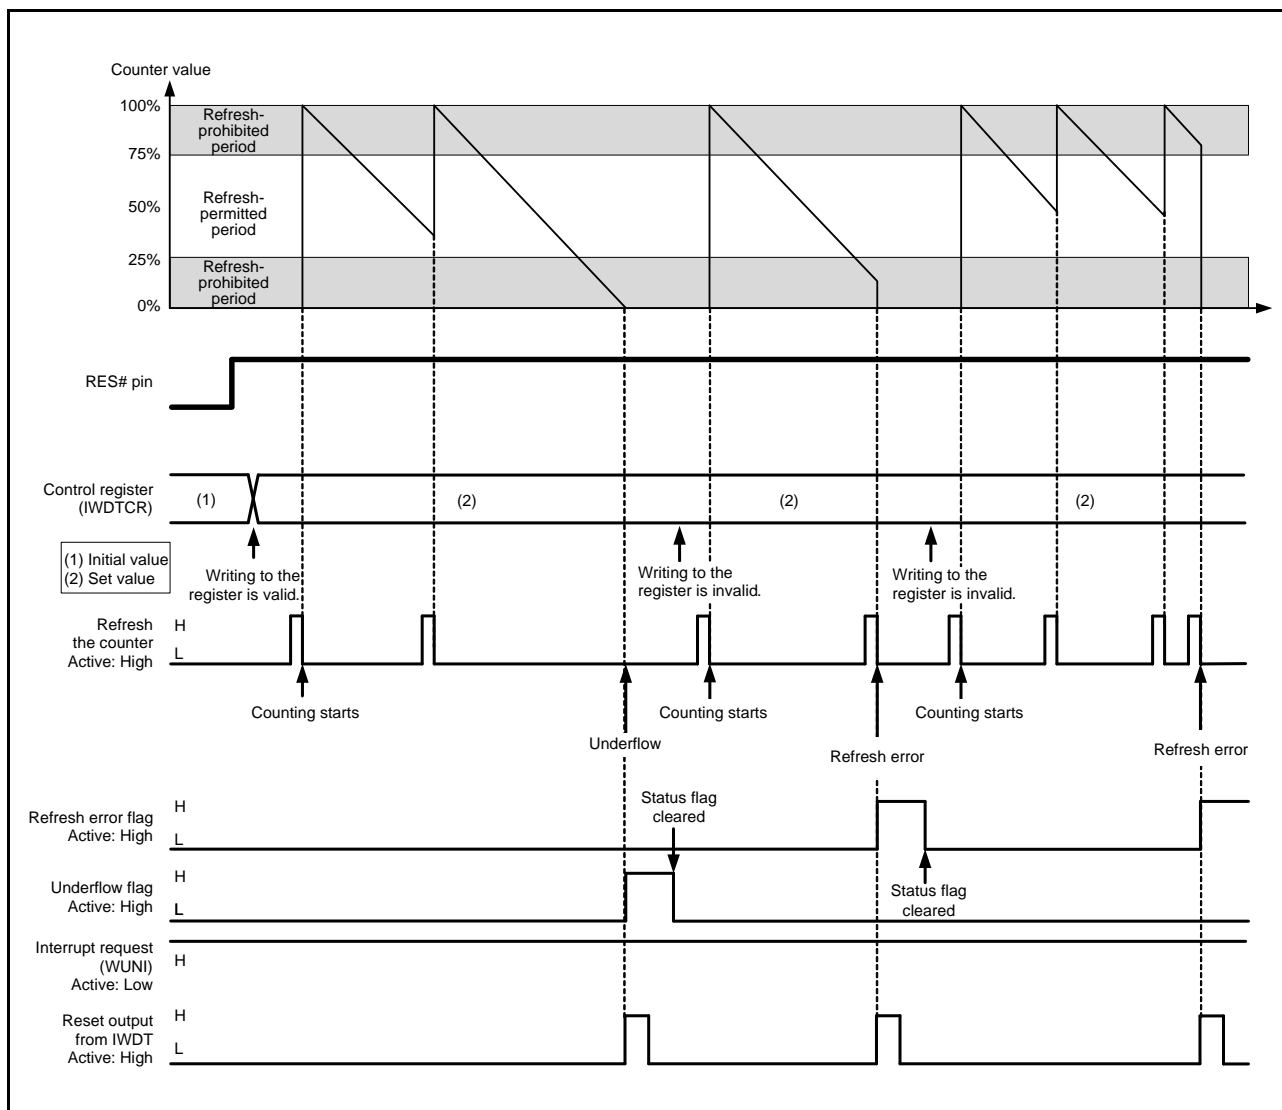 Counter value
100%
Refresh-
prohibited
period
75%
Refresh-
permitted
period
50%
25%
Refresh-
prohibited
period
0%
RES# pin
Control register
(IWDTCR)
(1)
(2)
(2)
(2)
(1) Initial value
(2) Set value
Writing to the
register is valid.
Writing to the
register is invalid.
Writing to the
register is invalid.
Refresh
the counter
Active: High
H
L
Counting starts
Counting starts
Counting starts
Underflow
Refresh error
Refresh error
Refresh error flag
Active: High
H
L
Status flag
cleared
Underflow flag
Active: High
H
L
Status flag
cleared
Interrupt request
(WUNI)
Active: Low
H
Reset output
from IWDT
Active: High
H
L